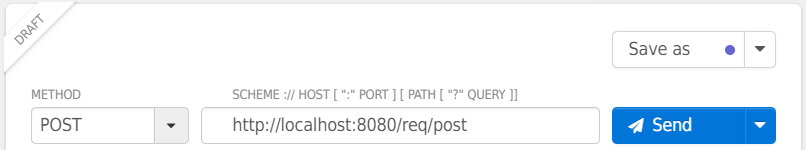 DRAFT
Save as
METHOD
SCHEME :// HOST [ ":" PORT ] [ PATH [ "?" QUERY ]]
POST
http://localhost:8080/req/post
Send